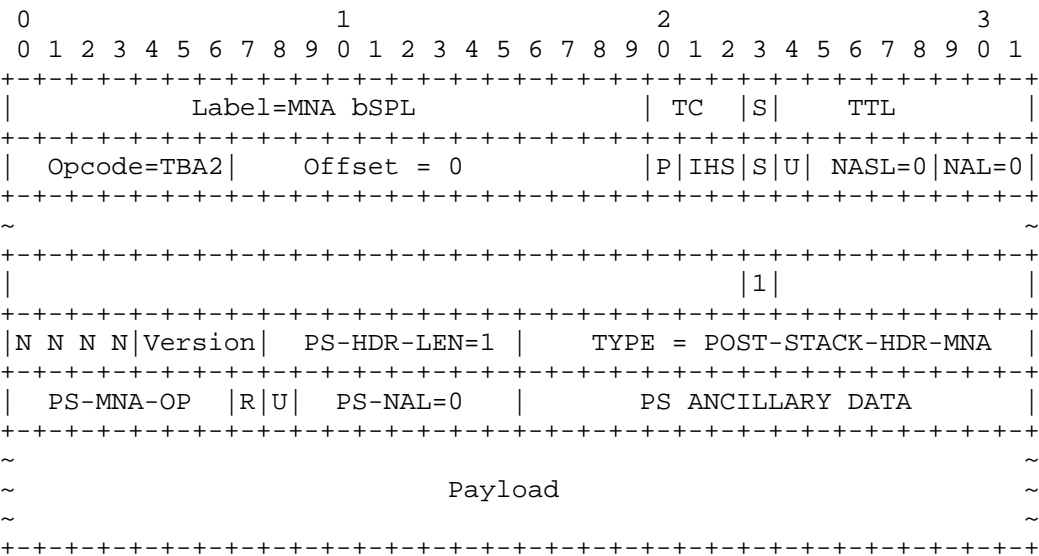 0                   1                   2                   3
 0 1 2 3 4 5 6 7 8 9 0 1 2 3 4 5 6 7 8 9 0 1 2 3 4 5 6 7 8 9 0 1
+-+-+-+-+-+-+-+-+-+-+-+-+-+-+-+-+-+-+-+-+-+-+-+-+-+-+-+-+-+-+-+-+
|           Label=MNA bSPL              | TC  |S|    TTL        |
+-+-+-+-+-+-+-+-+-+-+-+-+-+-+-+-+-+-+-+-+-+-+-+-+-+-+-+-+-+-+-+-+
|  Opcode=TBA2|    Offset = 0           |P|IHS|S|U| NASL=0|NAL=0|
+-+-+-+-+-+-+-+-+-+-+-+-+-+-+-+-+-+-+-+-+-+-+-+-+-+-+-+-+-+-+-+-+
~                                                               ~
+-+-+-+-+-+-+-+-+-+-+-+-+-+-+-+-+-+-+-+-+-+-+-+-+-+-+-+-+-+-+-+-+
|                                             |1|               |
+-+-+-+-+-+-+-+-+-+-+-+-+-+-+-+-+-+-+-+-+-+-+-+-+-+-+-+-+-+-+-+-+
|N N N N|Version|  PS-HDR-LEN=1 |    TYPE = POST-STACK-HDR-MNA  |
+-+-+-+-+-+-+-+-+-+-+-+-+-+-+-+-+-+-+-+-+-+-+-+-+-+-+-+-+-+-+-+-+
|  PS-MNA-OP  |R|U|  PS-NAL=0   |       PS ANCILLARY DATA       |
+-+-+-+-+-+-+-+-+-+-+-+-+-+-+-+-+-+-+-+-+-+-+-+-+-+-+-+-+-+-+-+-+
~                                                               ~
~                           Payload                             ~
~                                                               ~
+-+-+-+-+-+-+-+-+-+-+-+-+-+-+-+-+-+-+-+-+-+-+-+-+-+-+-+-+-+-+-+-+